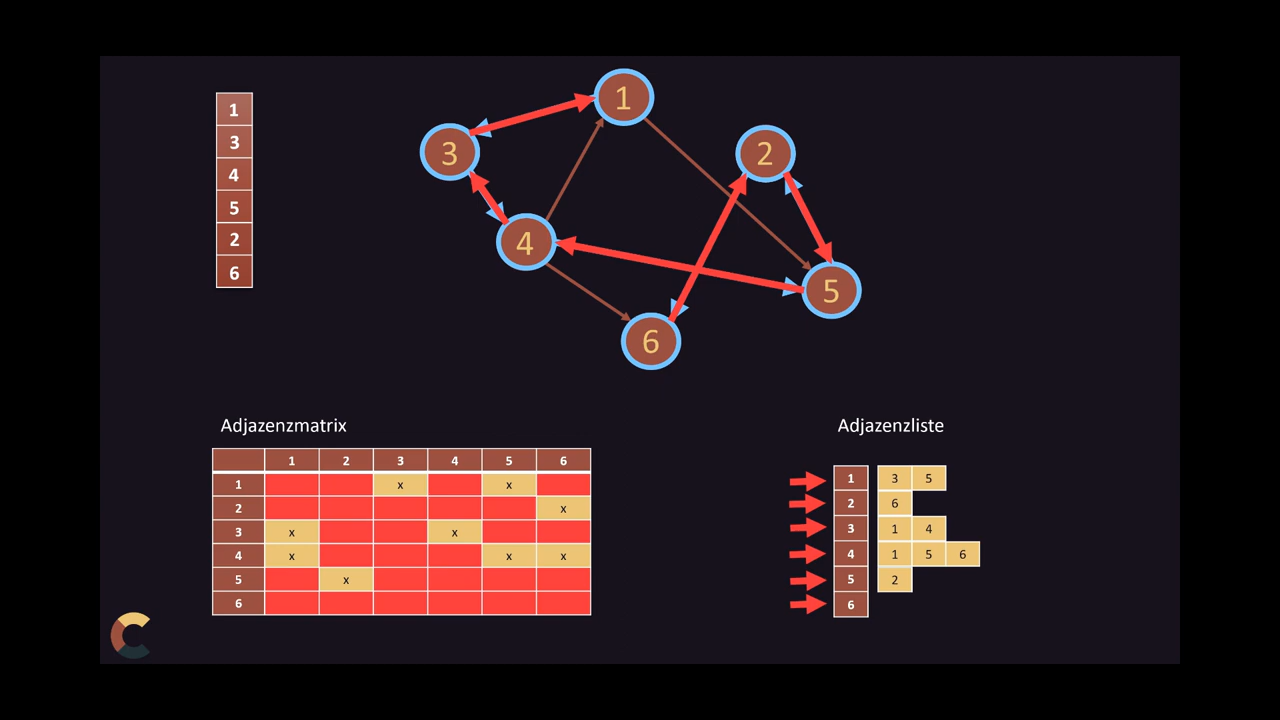 1
3
4
5
2
6
1
3
2
4
5
6
Adjazenzmatrix
1 2 3 4 5 6
1 x x
2 x
3 x x
4 x x x
5 x
6
Adjazenzliste
1 3 5
2 6
3 1 4
4 1 5 6
5 2
6